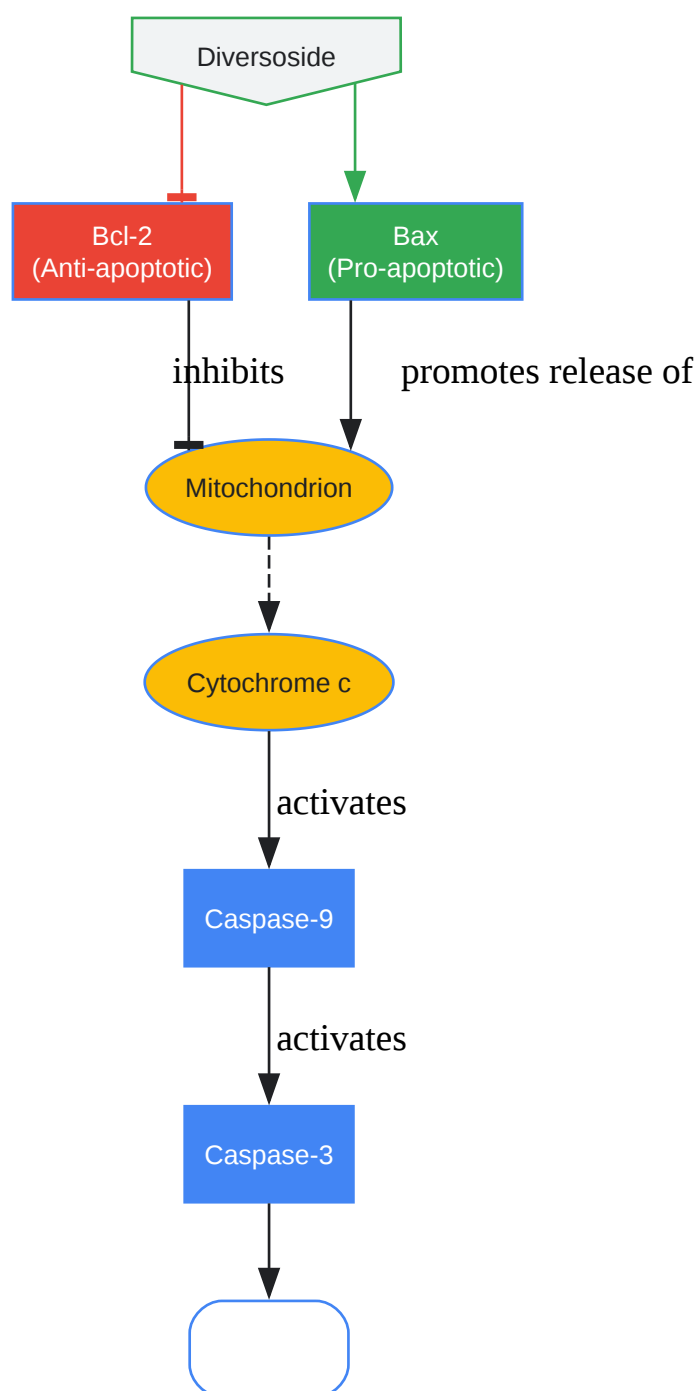 Diversoside
Bcl-2
(Anti-apoptotic)
Bax
(Pro-apoptotic)
inhibits
promotes release of
Mitochondrion
Cytochrome c
activates
Caspase-9
activates
Caspase-3